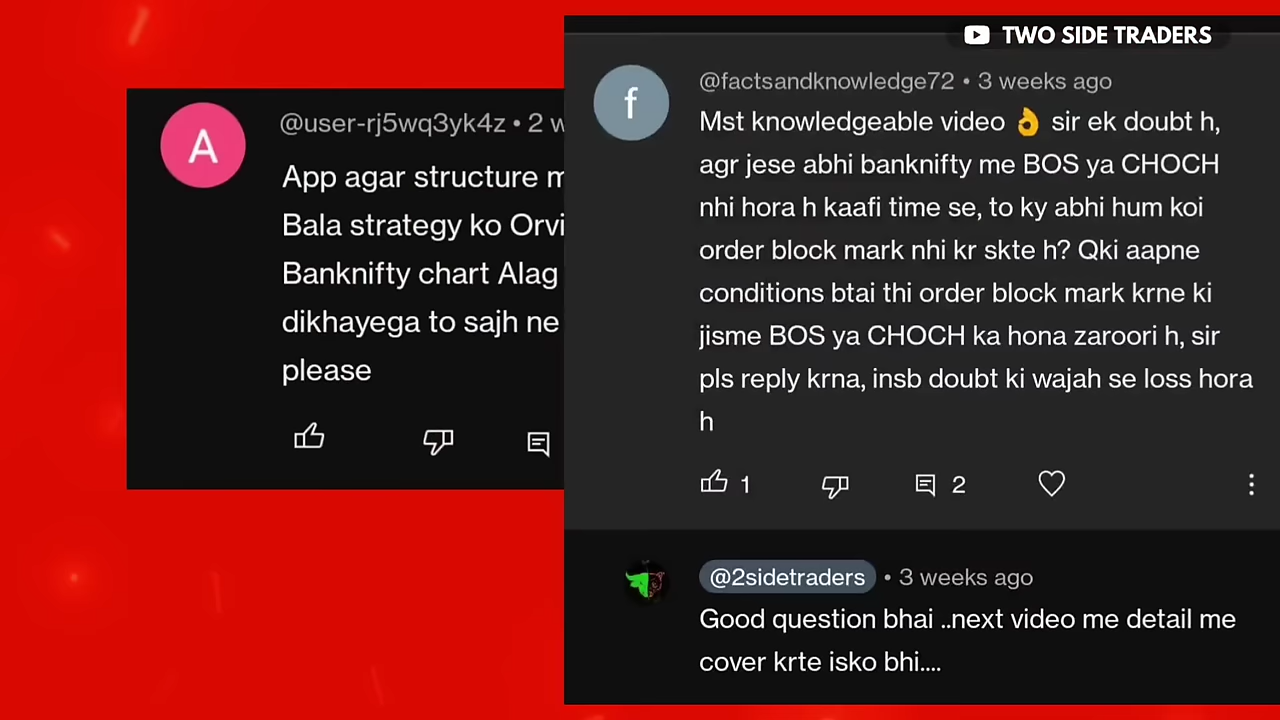 TWO SIDE TRADERS
@user-rj5wq3yk4z • 2 w
App agar structure
Bala strategy ko Orvi
Banknifty chart Alag
dikhayega to sajh ne
please
@factsandknowledge72 • 3 weeks ago
Mst knowledgeable video 👌 sir ek doubt h,
agr jese abhi banknifty me BOS ya CHOCH
nhi hora h kaafi time se, to ky abhi hum koi
order block mark nhi kr skte h? Qki aapne
conditions btai thi order block mark krne ki
jisme BOS ya CHOCH ka hona zaroori h, sir
pls reply krna, insb doubt ki wajah se loss hora
h
1 2
@2sidetraders • 3 weeks ago
Good question bhai ..next video me detail me
cover krte isko bhi....